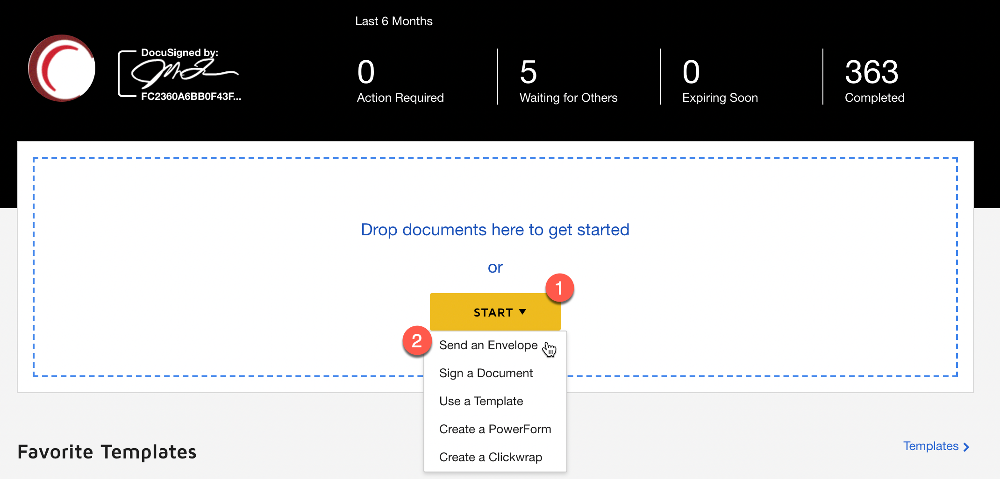 Last 6 Months
DocuSigned by:
FC2360A6BB0F43F...
0
Action Required
5
Waiting for Others
0
Expiring Soon
363
Completed
Drop documents here to get started
or
1
START
2
Send an Envelope
Sign a Document
Use a Template
Create a PowerForm
Create a Clickwrap
Favorite Templates
Templates